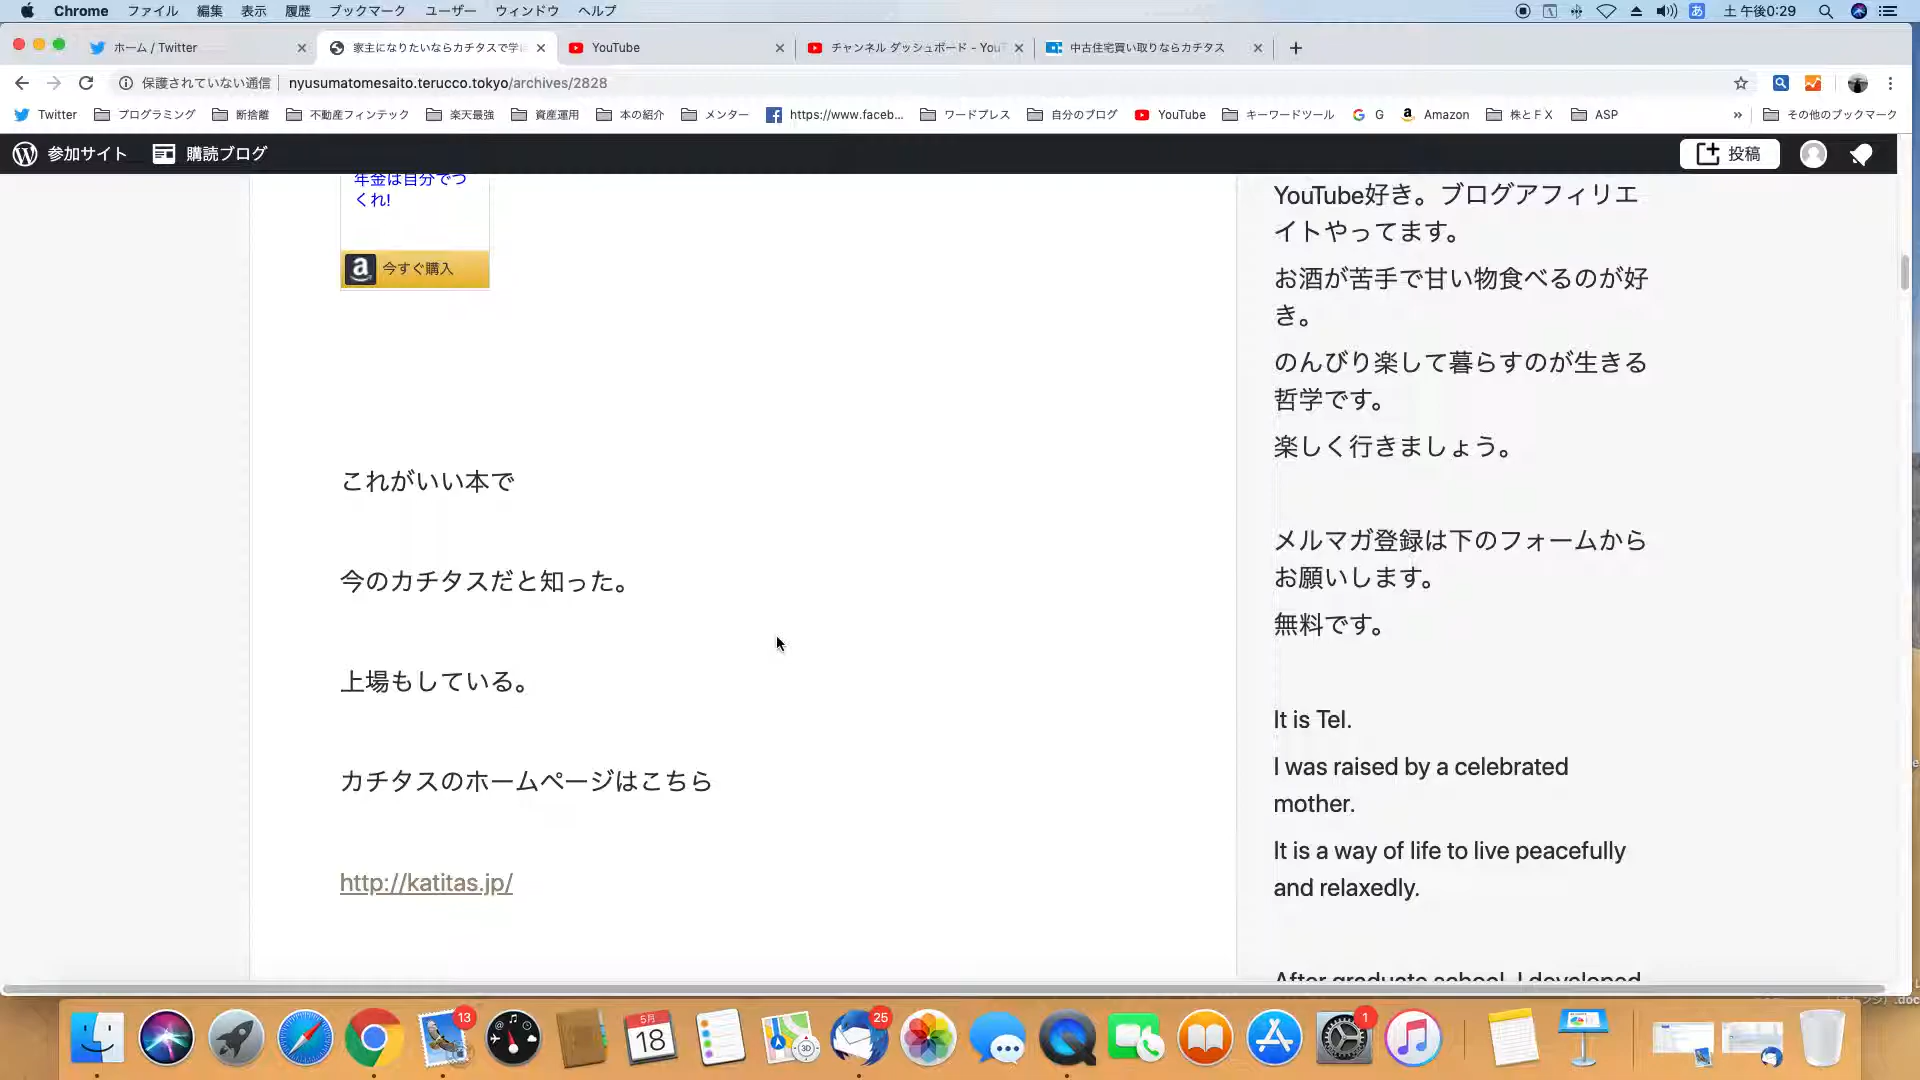 Chrome ファイル 編集 表示 履歴 ブックマーク ユーザー ウィンドウ ヘルプ
あ 土 午後0:29
ホーム / Twitter
家主になりたいならカチタスで学
YouTube
チャンネル ダッシュボード - You
中古住宅買い取りならカチタス
保護されていない通信 nyusumatomesaito.terucco.tokyo/archives/2828
Twitter プログラミング 断捨離 不動産フィンテック 楽天最強 資産運用 本の紹介 メンター https://www.faceb... ワードプレス 自分のブログ YouTube キーワードツール G Amazon 株とFX ASP » その他のブックマーク
参加サイト 購読ブログ 投稿
年金は自分でつ
くれ!
今すぐ購入
これがいい本で
今のカチタスだと知った。
上場もしている。
カチタスのホームページはこちら
http://katitas.jp/
YouTube好き。ブログアフィリエ
イトやってます。
お酒が苦手で甘い物食べるのが好
き。
のんびり楽して暮らすのが生きる
哲学です。
楽しく行きましょう。
メルマガ登録は下のフォームから
お願いします。
無料です。
It is Tel.
I was raised by a celebrated
mother.
It is a way of life to live peacefully
and relaxedly.
After graduate school, I developed
13
5月
18
3D
25
1